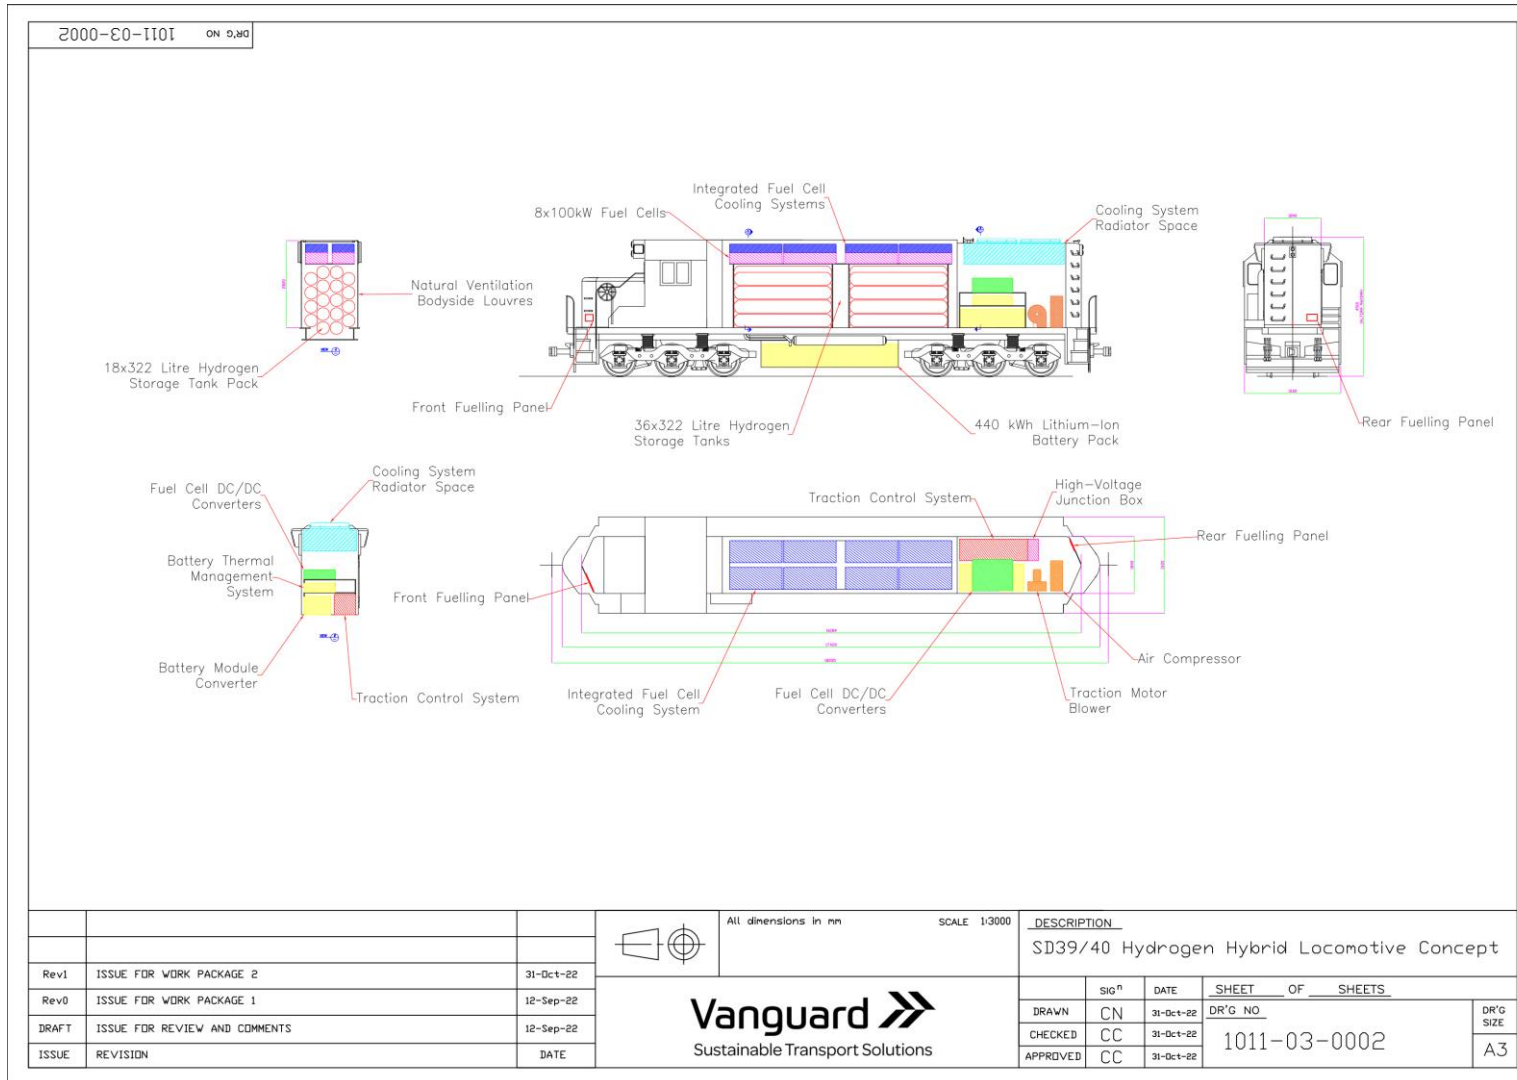 DR'G NO 1011-03-0002
Integrated Fuel Cell
Cooling Systems
8x100kW Fuel Cells
Cooling System
Radiator Space
Natural Ventilation
Bodyside Louvres
18x322 Litre Hydrogen
Storage Tank Pack
Front Fuelling Panel
36x322 Litre Hydrogen
Storage Tanks
440 kWh Lithium-Ion
Battery Pack
Rear Fuelling Panel
Cooling System
Radiator Space
Fuel Cell DC/DC
Converters
Battery Thermal
Management
System
Battery Module
Converter
Traction Control System
Traction Control System
High-Voltage
Junction Box
Rear Fuelling Panel
Front Fuelling Panel
Integrated Fuel Cell
Cooling System
Fuel Cell DC/DC
Converters
Traction Motor
Blower
Air Compressor
Rev1 ISSUE FOR WORK PACKAGE 2 31-Oct-22
Rev0 ISSUE FOR WORK PACKAGE 1 12-Sep-22
DRAFT ISSUE FOR REVIEW AND COMMENTS 12-Sep-22
ISSUE REVISION DATE
All dimensions in mm SCALE 1:3000
Vanguard
Sustainable Transport Solutions
DESCRIPTION
SD39/40 Hydrogen Hybrid Locomotive Concept
SIGn DATE SHEET OF SHEETS
DRAWN CN 31-Oct-22
CHECKED CC 31-Oct-22
APPROVED CC 31-Oct-22
DR'G NO
1011-03-0002
DR'G
SIZE
A3